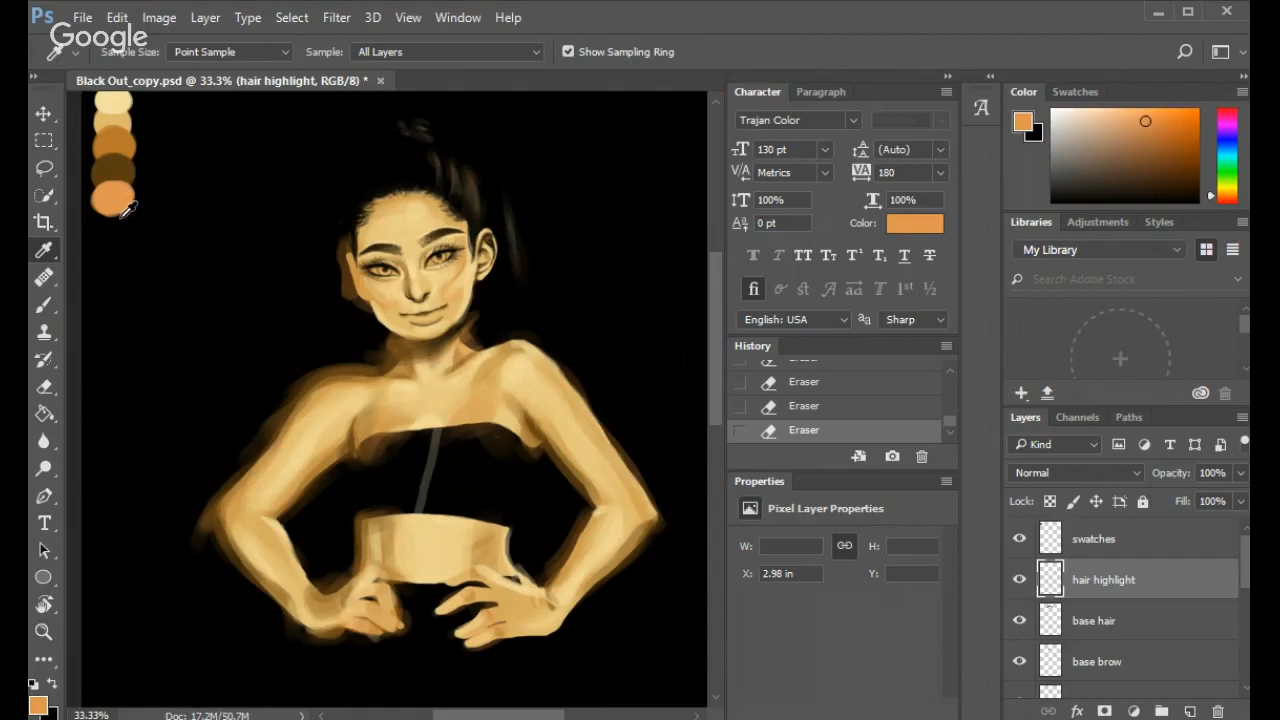 Ps File Edit Image Layer Type Select Filter 3D View Window Help
Google
Sample Size: Point Sample Sample: All Layers Show Sampling Ring
Black Out_copy.psd @ 33.3% (hair highlight, RGB/8) *
Character Paragraph
Trajan Color
130 pt (Auto)
Metrics 180
100% 100%
0 pt Color:
English: USA Sharp
History
Eraser
Eraser
Eraser
Eraser
Properties
Pixel Layer Properties
W: H:
X: 2.98 in Y:
Color Swatches
Libraries Adjustments Styles
My Library
Search Adobe Stock
Layers Channels Paths
Kind
Normal Opacity: 100%
Lock: Fill: 100%
swatches
hair highlight
base hair
base brow
33.33% Doc: 17.2M/50.7M